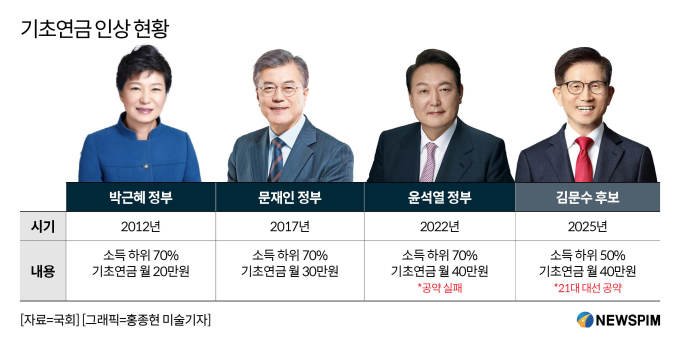 기초연금 인상 현황
박근혜 정부
문재인 정부
윤석열 정부
김문수 후보
시기
2012년
2017년
2022년
2025년
내용
소득 하위 70%
기초연금 월 20만원
소득 하위 70%
기초연금 월 30만원
소득 하위 70%
기초연금 월 40만원
*공약 실패
소득 하위 50%
기초연금 월 40만원
*21대 대선 공약
[자료=국회] [그래픽=홍종현 미술기자]
NEWSPIM